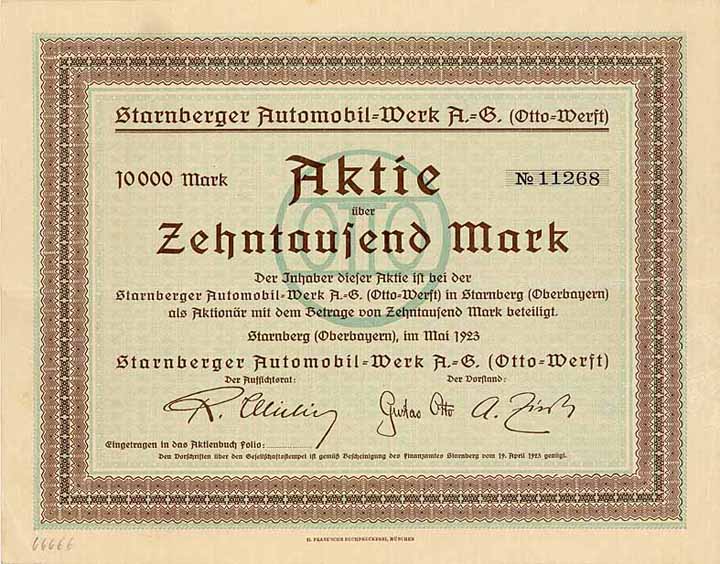 Starnberger Automobil-Werk A.-G. (Otto-Werft)
10000 Mark
Aktie
№ 11268
OTTO
über
Zehntausend Mark
Der Inhaber dieser Aktie ist bei der
Starnberger Automobil-Werk A.-G. (Otto-Werft) in Starnberg (Oberbayern)
als Aktionär mit dem Betrage von Zehntausend Mark beteiligt.
Starnberg (Oberbayern), im Mai 1923
Starnberger Automobil-Werk A.-G. (Otto-Werft)
Der Aufsichtsrat:
Der Vorstand:
Gustav Otto
Eingetragen in das Aktienbuch Folio:
Den Vorschriften über den Gesellschaftsstempel ist gemäß Bescheinigung des Finanzamtes Starnberg vom 19. April 1923 genügt.
66666
BUCHDRUCKEREI, MÜNCHEN